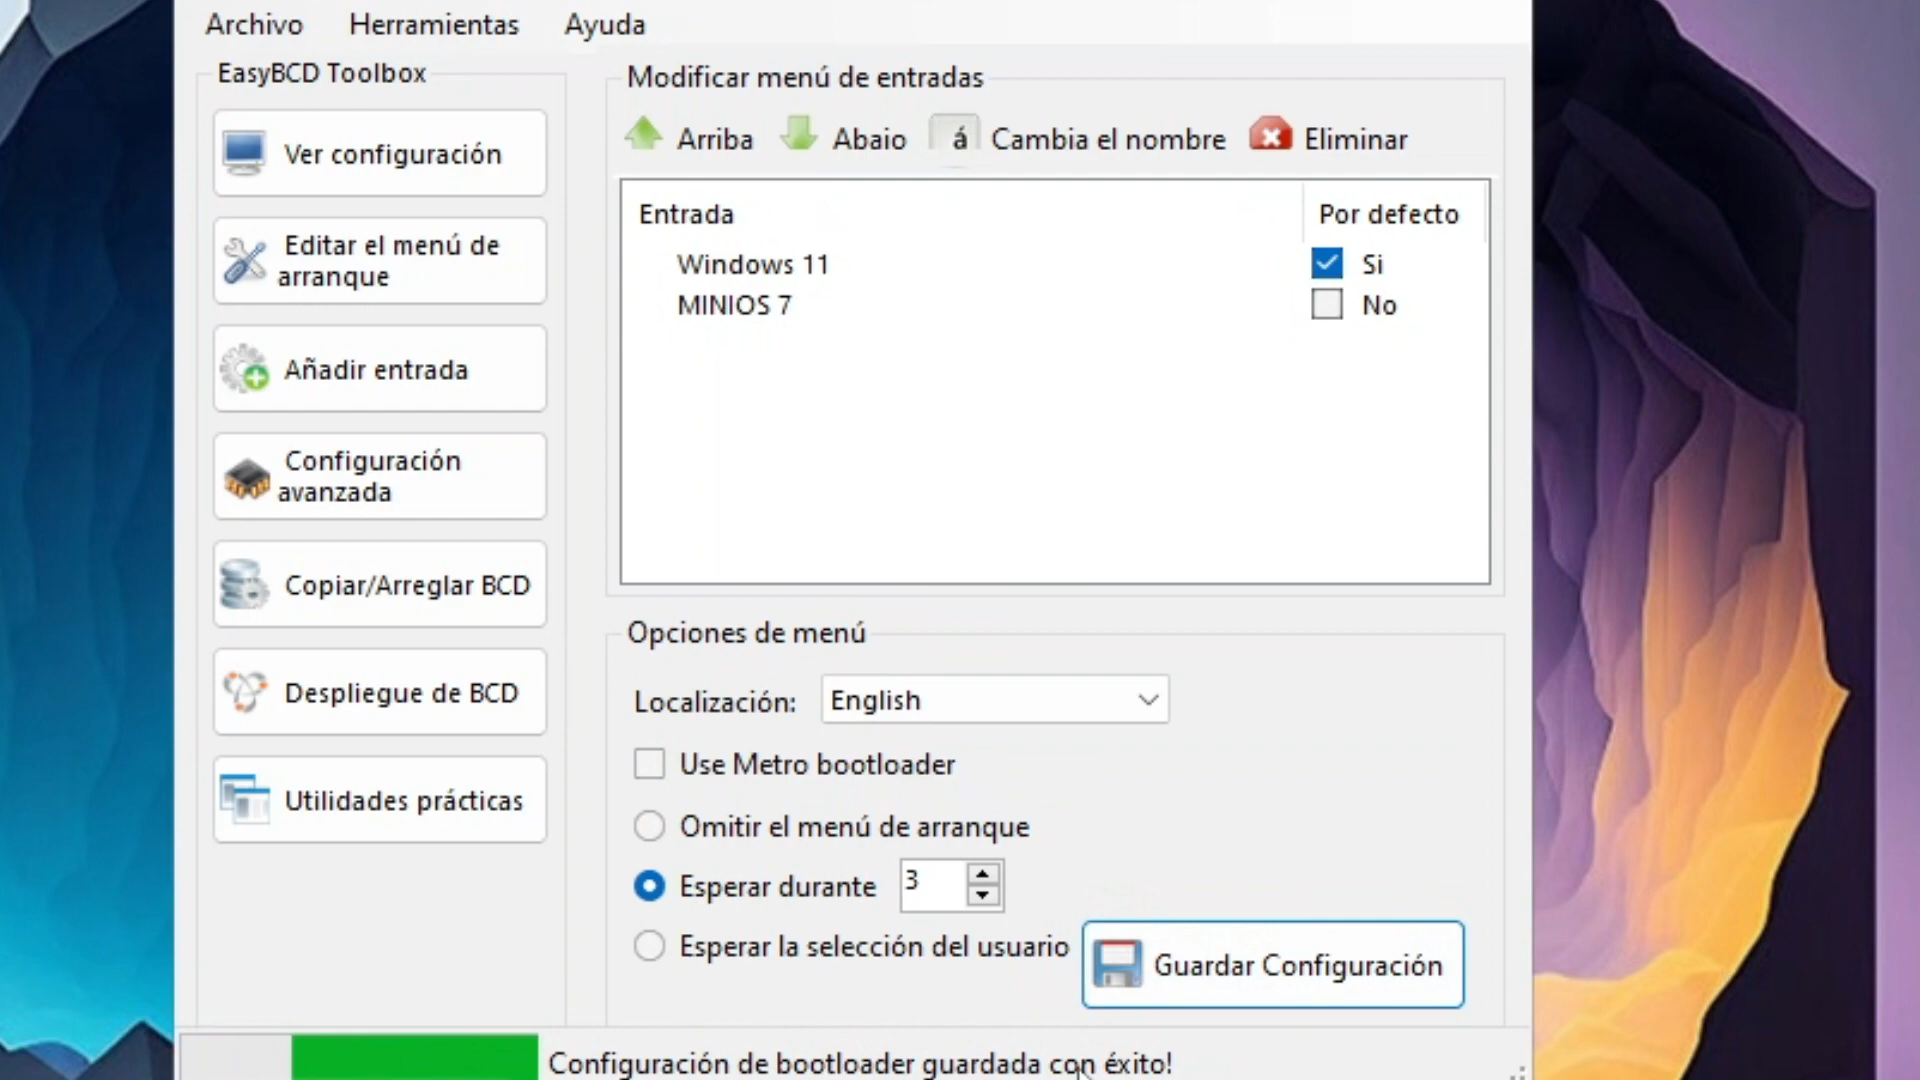 Archivo Herramientas Ayuda
EasyBCD Toolbox
Ver configuración
Editar el menú de
arranque
Añadir entrada
Configuración
avanzada
Copiar/Arreglar BCD
Despliegue de BCD
Utilidades prácticas
Modificar menú de entradas
Arriba Abaio á Cambia el nombre Eliminar
Entrada Por defecto
Windows 11 Si
MINIOS 7 No
Opciones de menú
Localización: English
Use Metro bootloader
Omitir el menú de arranque
Esperar durante 3
Esperar la selección del usuario
Guardar Configuración
Configuración de bootloader guardada con éxito!